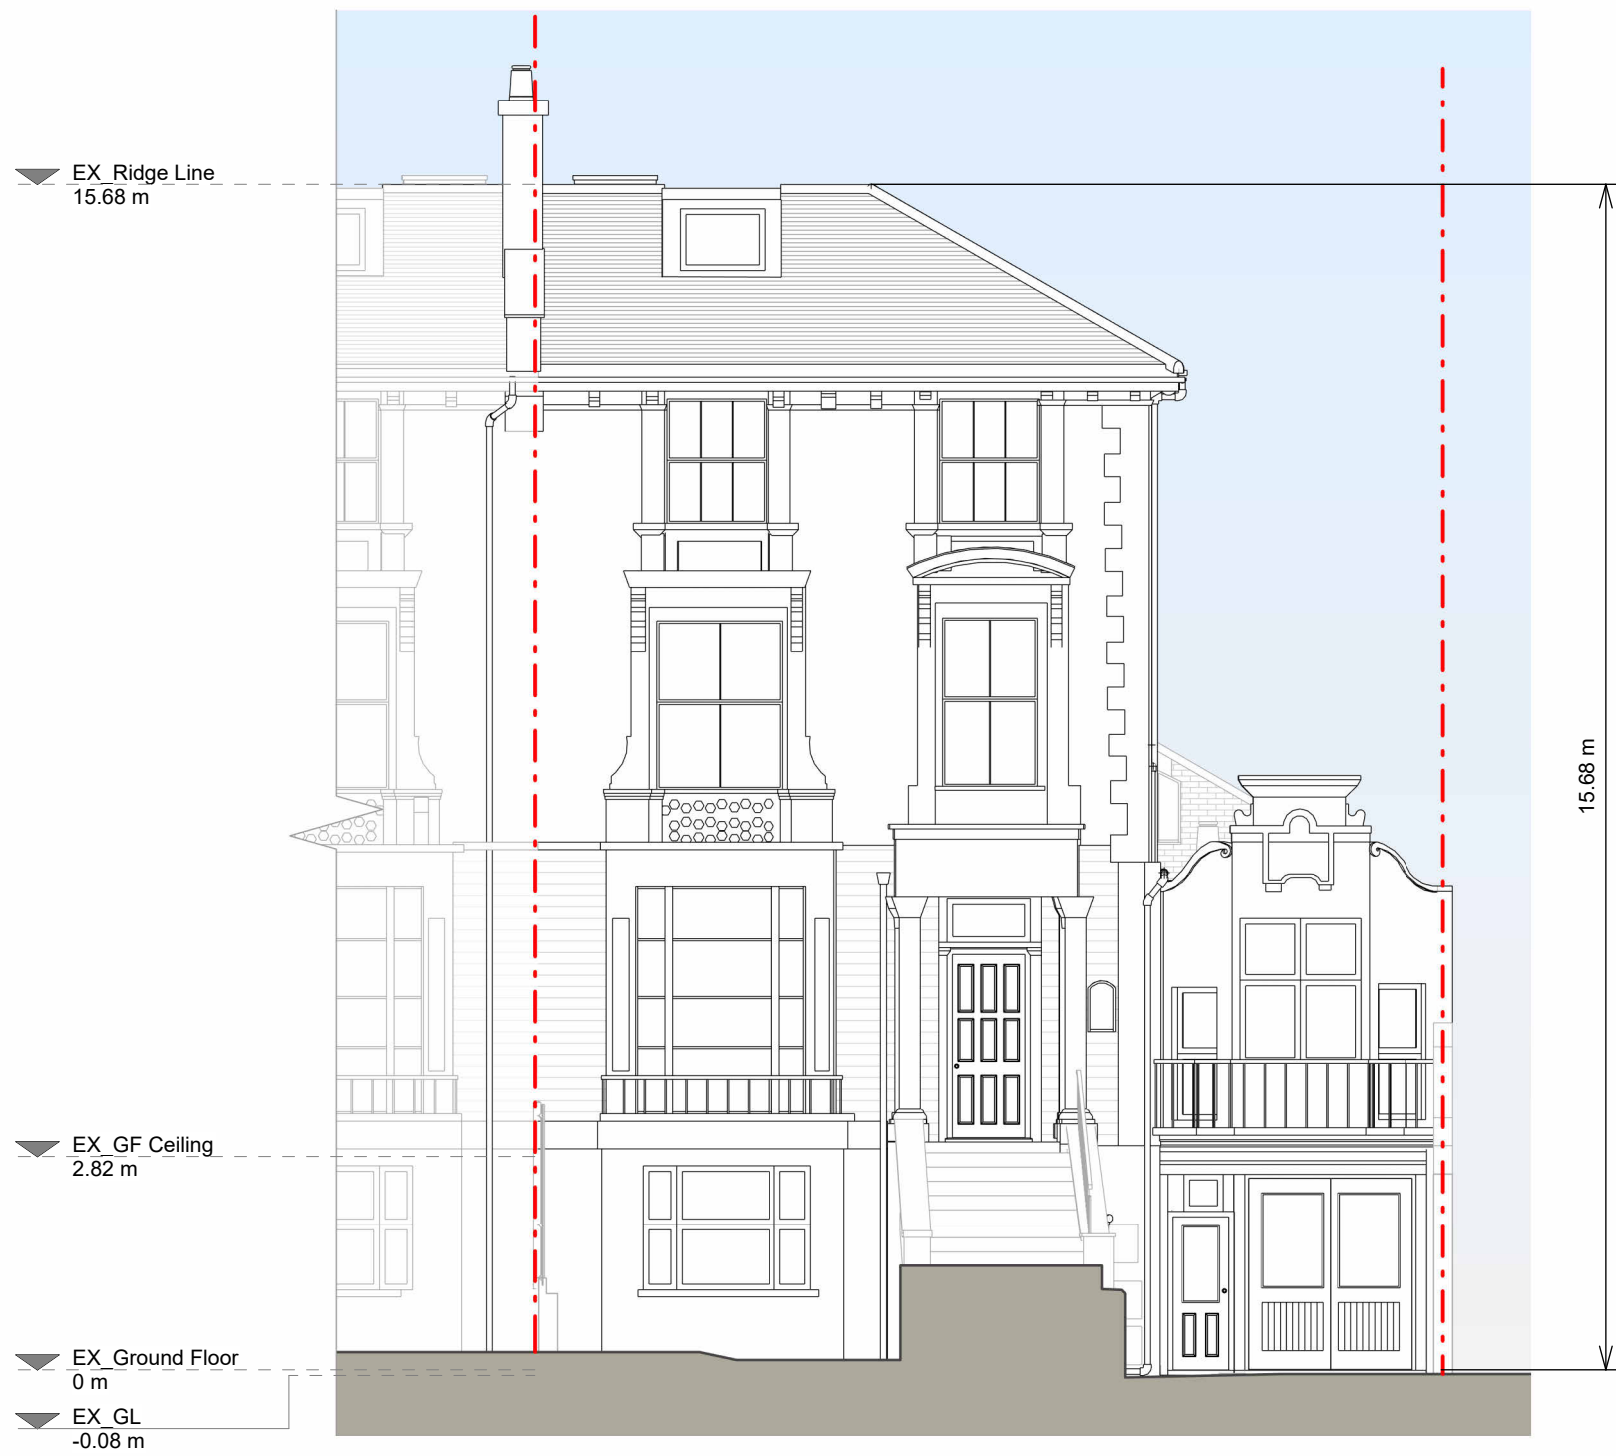 EX_Ridge Line
15.68 m
15.68 m
EX_GF Ceiling
2.82 m
EX_Ground Floor
0 m
EX_GL
-0.08 m